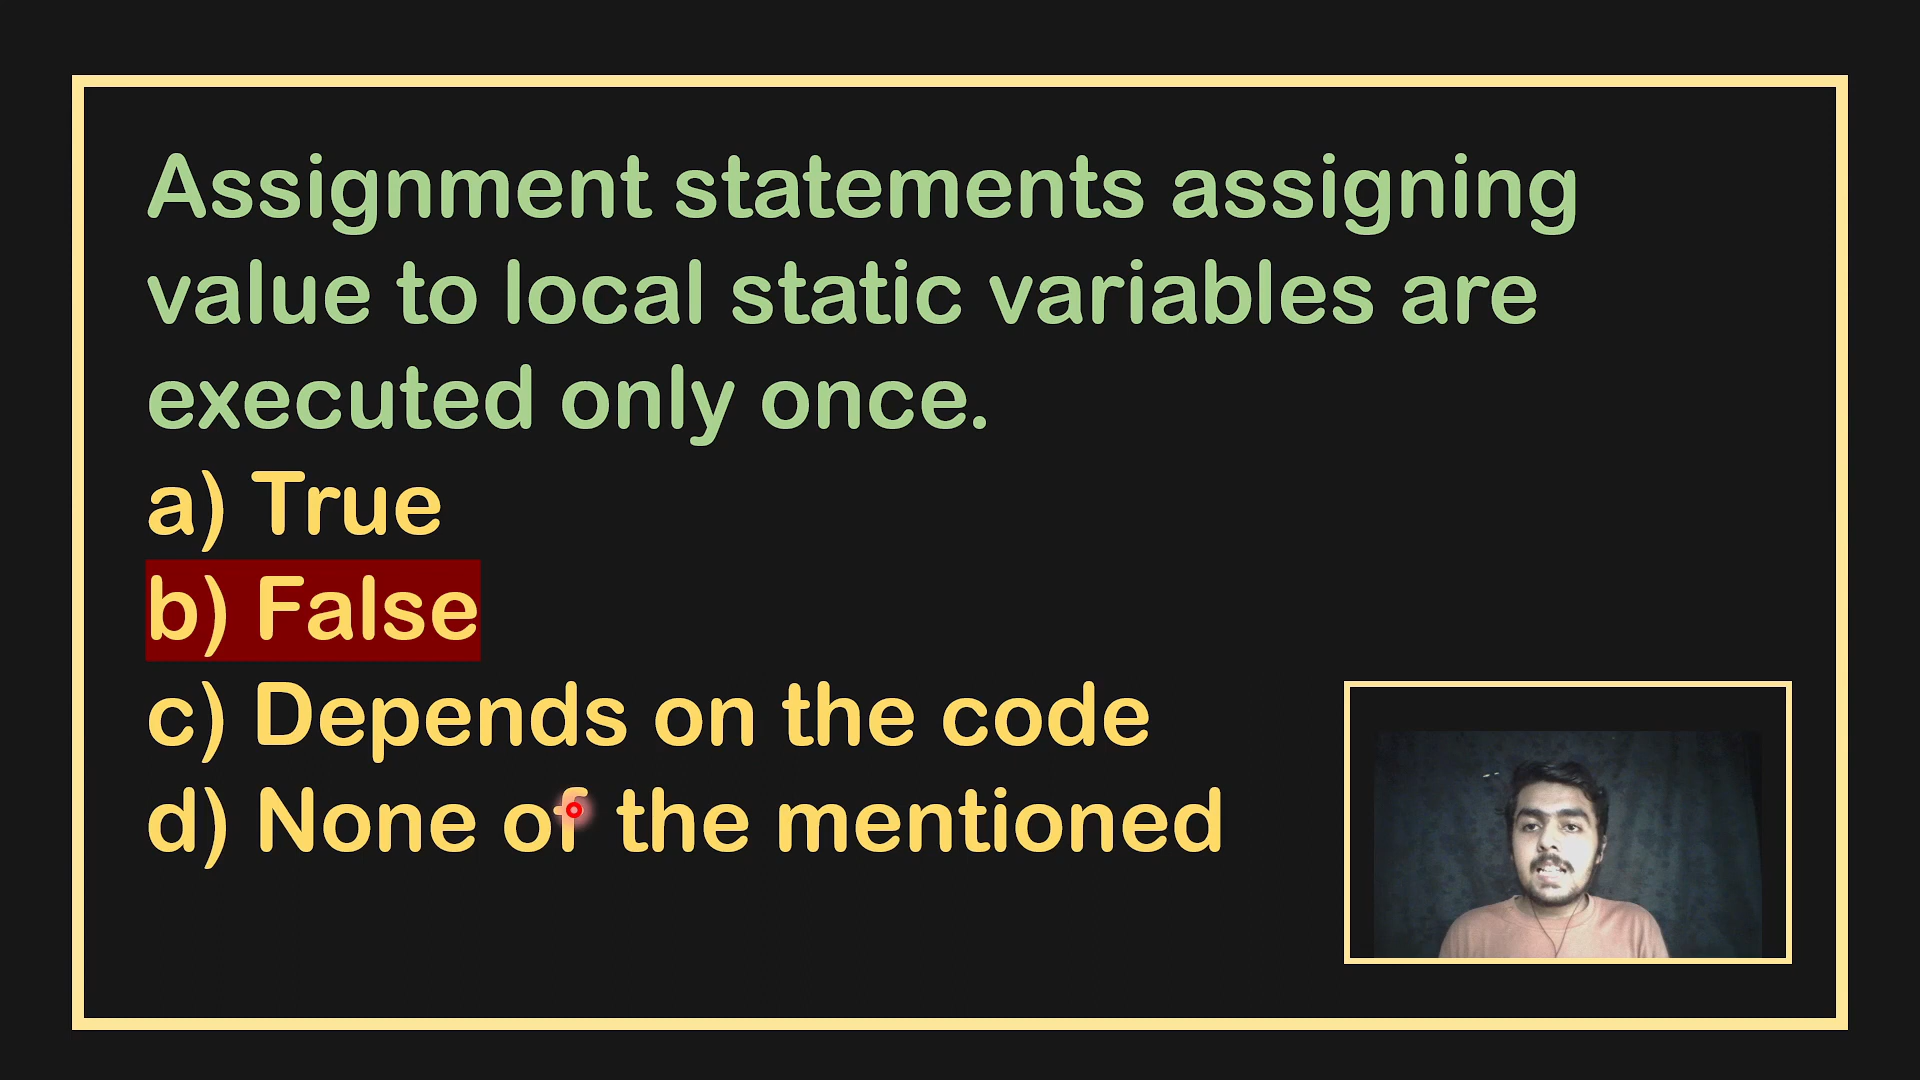 Assignment statements assigning
value to local static variables are
executed only once.
a) True
b) False
c) Depends on the code
d) None of the mentioned